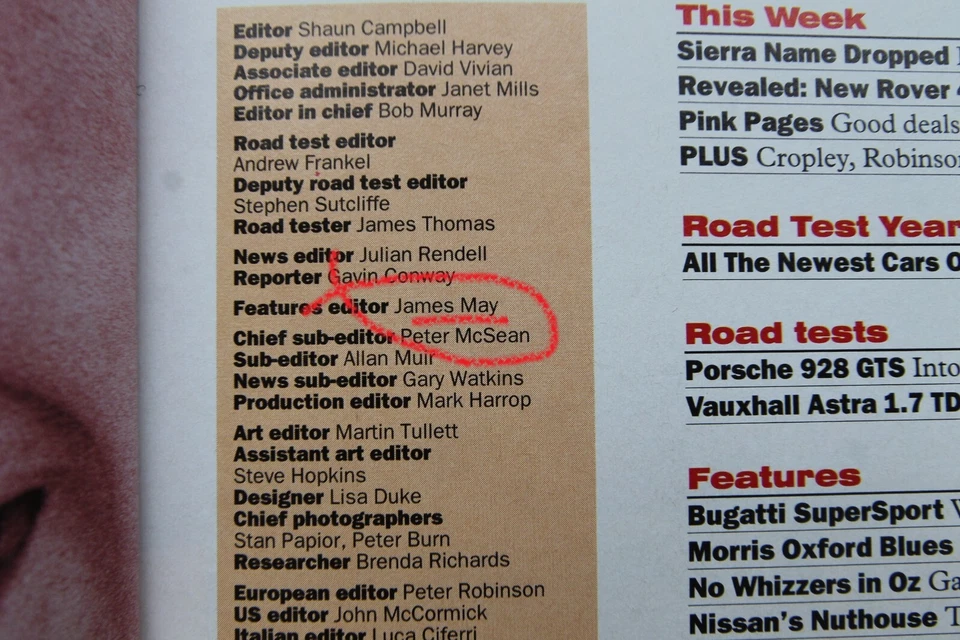 Editor Shaun Campbell
Deputy editor Michael Harvey
Associate editor David Vivian
Office administrator Janet Mills
Editor in chief Bob Murray
Road test editor
Andrew Frankel
Deputy road test editor
Stephen Sutcliffe
Road tester James Thomas
News editor Julian Rendell
Reporter Gavin Conway
Features editor James May
Chief sub-editor Peter McSean
Sub-editor Allan Muir
News sub-editor Gary Watkins
Production editor Mark Harrop
Art editor Martin Tullett
Assistant art editor
Steve Hopkins
Designer Lisa Duke
Chief photographers
Stan Papior, Peter Burn
Researcher Brenda Richards
European editor Peter Robinson
US editor John McCormick
Italian editor Luca Ciferri
This Week
Sierra Name Dropped
Revealed: New Rover
Pink Pages Good deals
PLUS Cropley, Robinson
Road Test Year
All The Newest Cars
Road tests
Porsche 928 GTS Into
Vauxhall Astra 1.7 TD
Features
Bugatti SuperSport
Morris Oxford Blues
No Whizzers in Oz
Nissan's Nuthouse